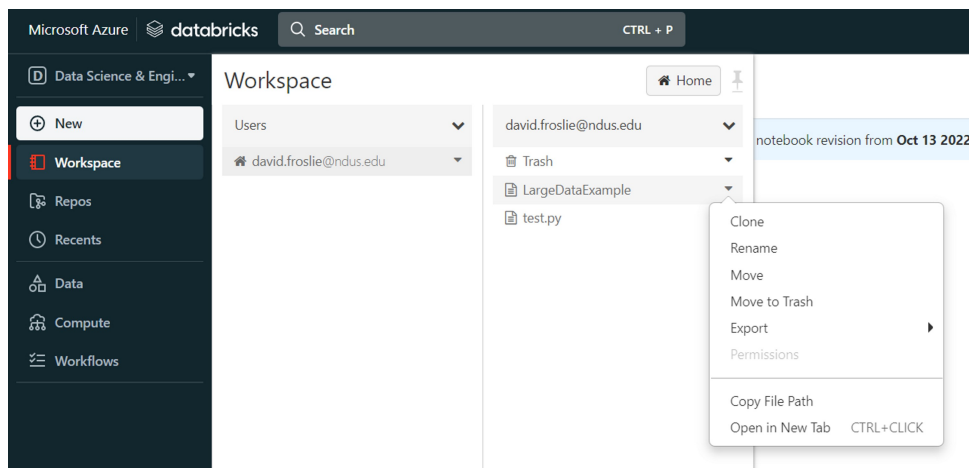 Microsoft Azure databricks Search CTRL + P
D Data Science & Engi...
New
Workspace
Repos
Recents
Data
Compute
Workflows
Workspace Home
Users
david.froslie@ndus.edu
david.froslie@ndus.edu
Trash
LargeDataExample
test.py
notebook revision from Oct 13 2022
Clone
Rename
Move
Move to Trash
Export
Permissions
Copy File Path
Open in New Tab CTRL+CLICK